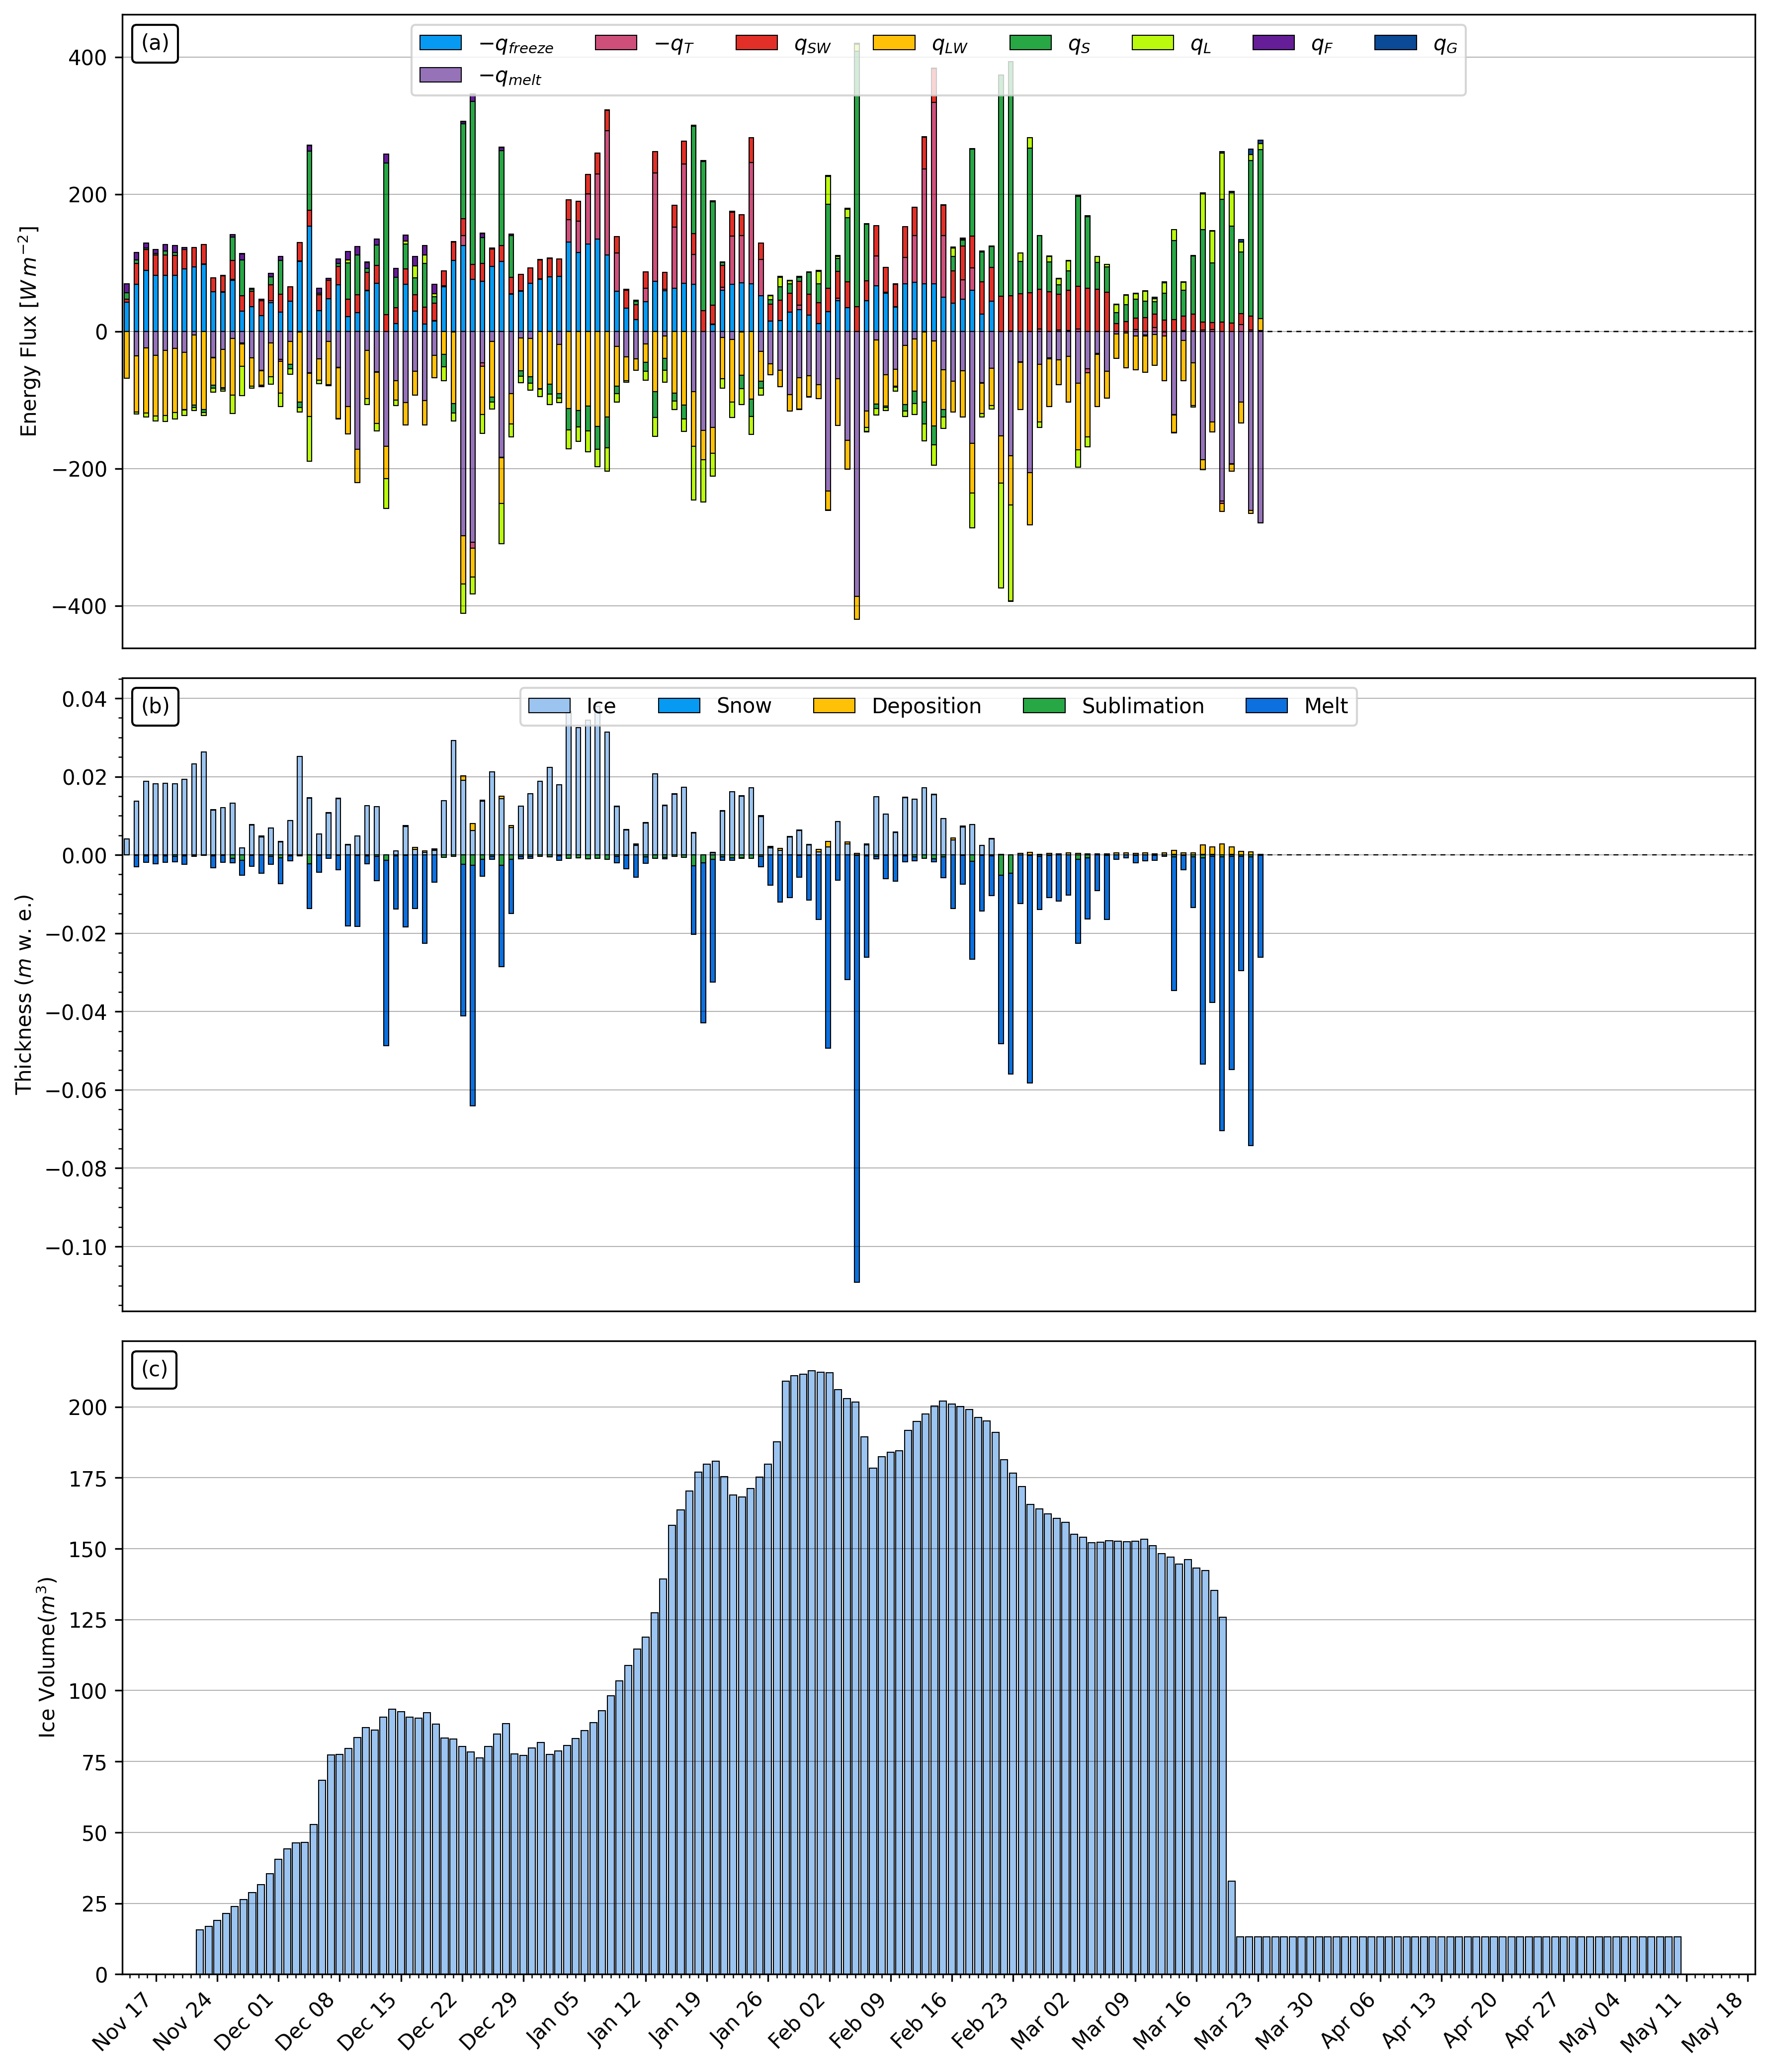 (a)
−q_freeze −q_T q_SW q_LW q_S q_L q_F q_G
−q_melt
400
200
0
−200
−400
Energy Flux [W m⁻²]
(b)
Ice Snow Deposition Sublimation Melt
0.04
0.02
0.00
−0.02
−0.04
−0.06
−0.08
−0.10
Thickness (m w. e.)
(c)
200
175
150
125
100
75
50
25
0
Ice Volume(m³)
Nov 17 Nov 24 Dec 01 Dec 08 Dec 15 Dec 22 Dec 29 Jan 05 Jan 12 Jan 19 Jan 26 Feb 02 Feb 09 Feb 16 Feb 23 Mar 02 Mar 09 Mar 16 Mar 23 Mar 30 Apr 06 Apr 13 Apr 20 Apr 27 May 04 May 11 May 18